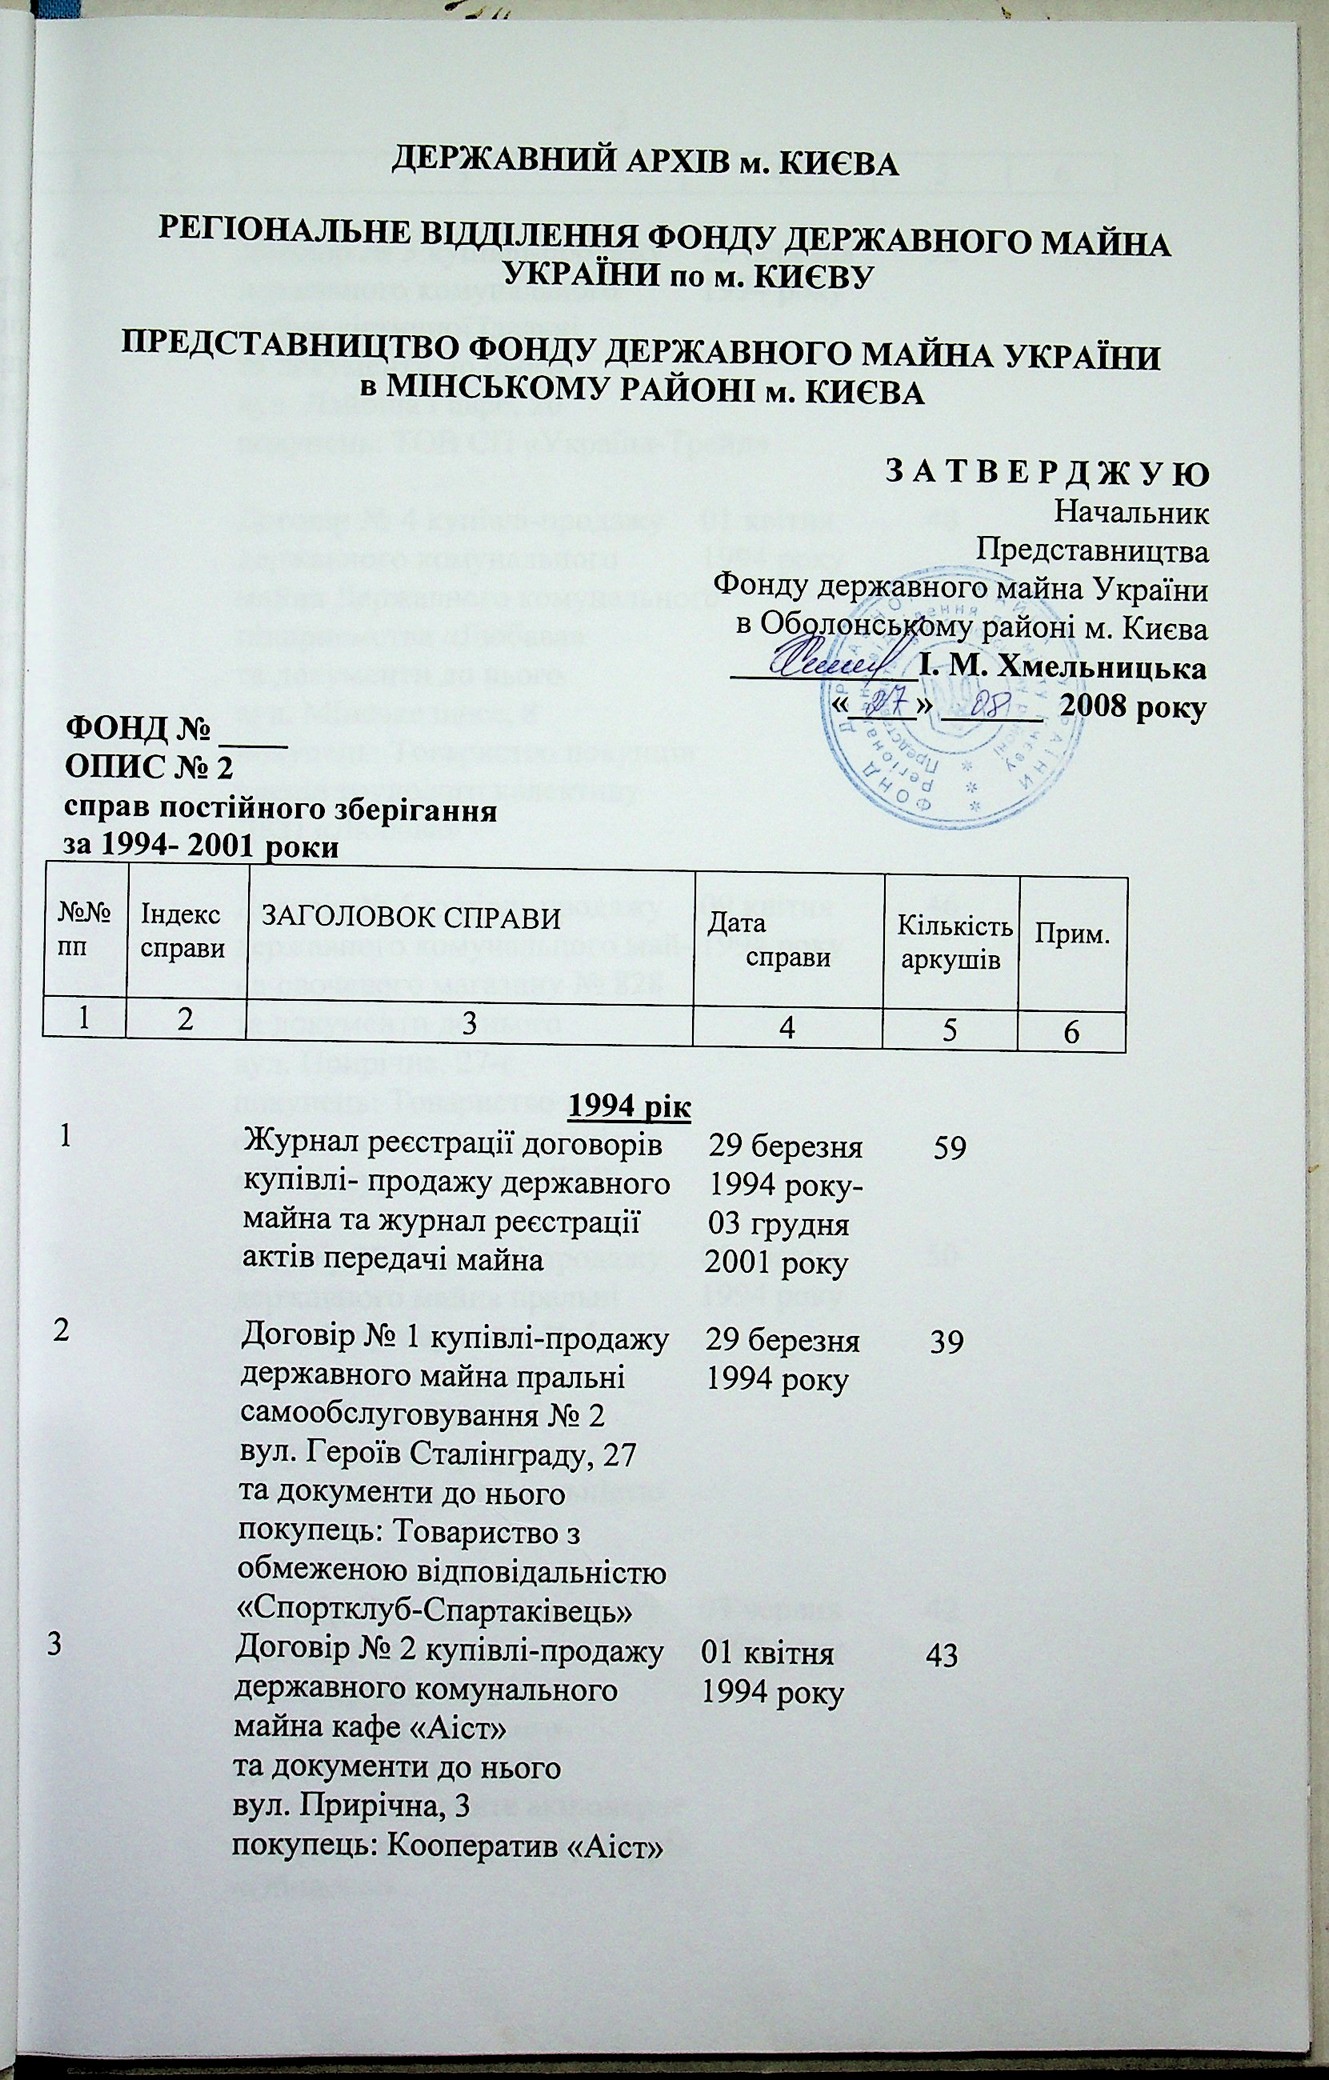 ДЕРЖАВНИЙ АРХІВ м. КИЄВА
РЕГІОНАЛЬНЕ ВІДДІЛЕННЯ ФОНДУ ДЕРЖАВНОГО МАЙНА
УКРАЇНИ по м. КИЄВУ
ПРЕДСТАВНИЦТВО ФОНДУ ДЕРЖАВНОГО МАЙНА УКРАЇНИ
в МІНСЬКОМУ РАЙОНІ м. КИЄВА
З А Т В Е Р Д Ж У Ю
Начальник
Представництва
Фонду державного майна України
в Оболонському районі м. Києва
___________І. М. Хмельницька
« 27 » 08 2008 року
ФОНД № ____
ОПИС № 2
справ постійного зберігання
за 1994- 2001 роки
№№ Індекс ЗАГОЛОВОК СПРАВИ Дата Кількість Прим.
пп справи справи аркушів
1 2 3 4 5 6
1994 рік
1 Журнал реєстрації договорів 29 березня 59
купівлі- продажу державного 1994 року-
майна та журнал реєстрації 03 грудня
актів передачі майна 2001 року
2 Договір № 1 купівлі-продажу 29 березня 39
державного майна пральні 1994 року
самообслуговування № 2
вул. Героїв Сталінграду, 27
та документи до нього
покупець: Товариство з
обмеженою відповідальністю
«Спортклуб-Спартаківець»
3 Договір № 2 купівлі-продажу 01 квітня 43
державного комунального 1994 року
майна кафе «Аіст»
та документи до нього
вул. Прирічна, 3
покупець: Кооператив «Аіст»